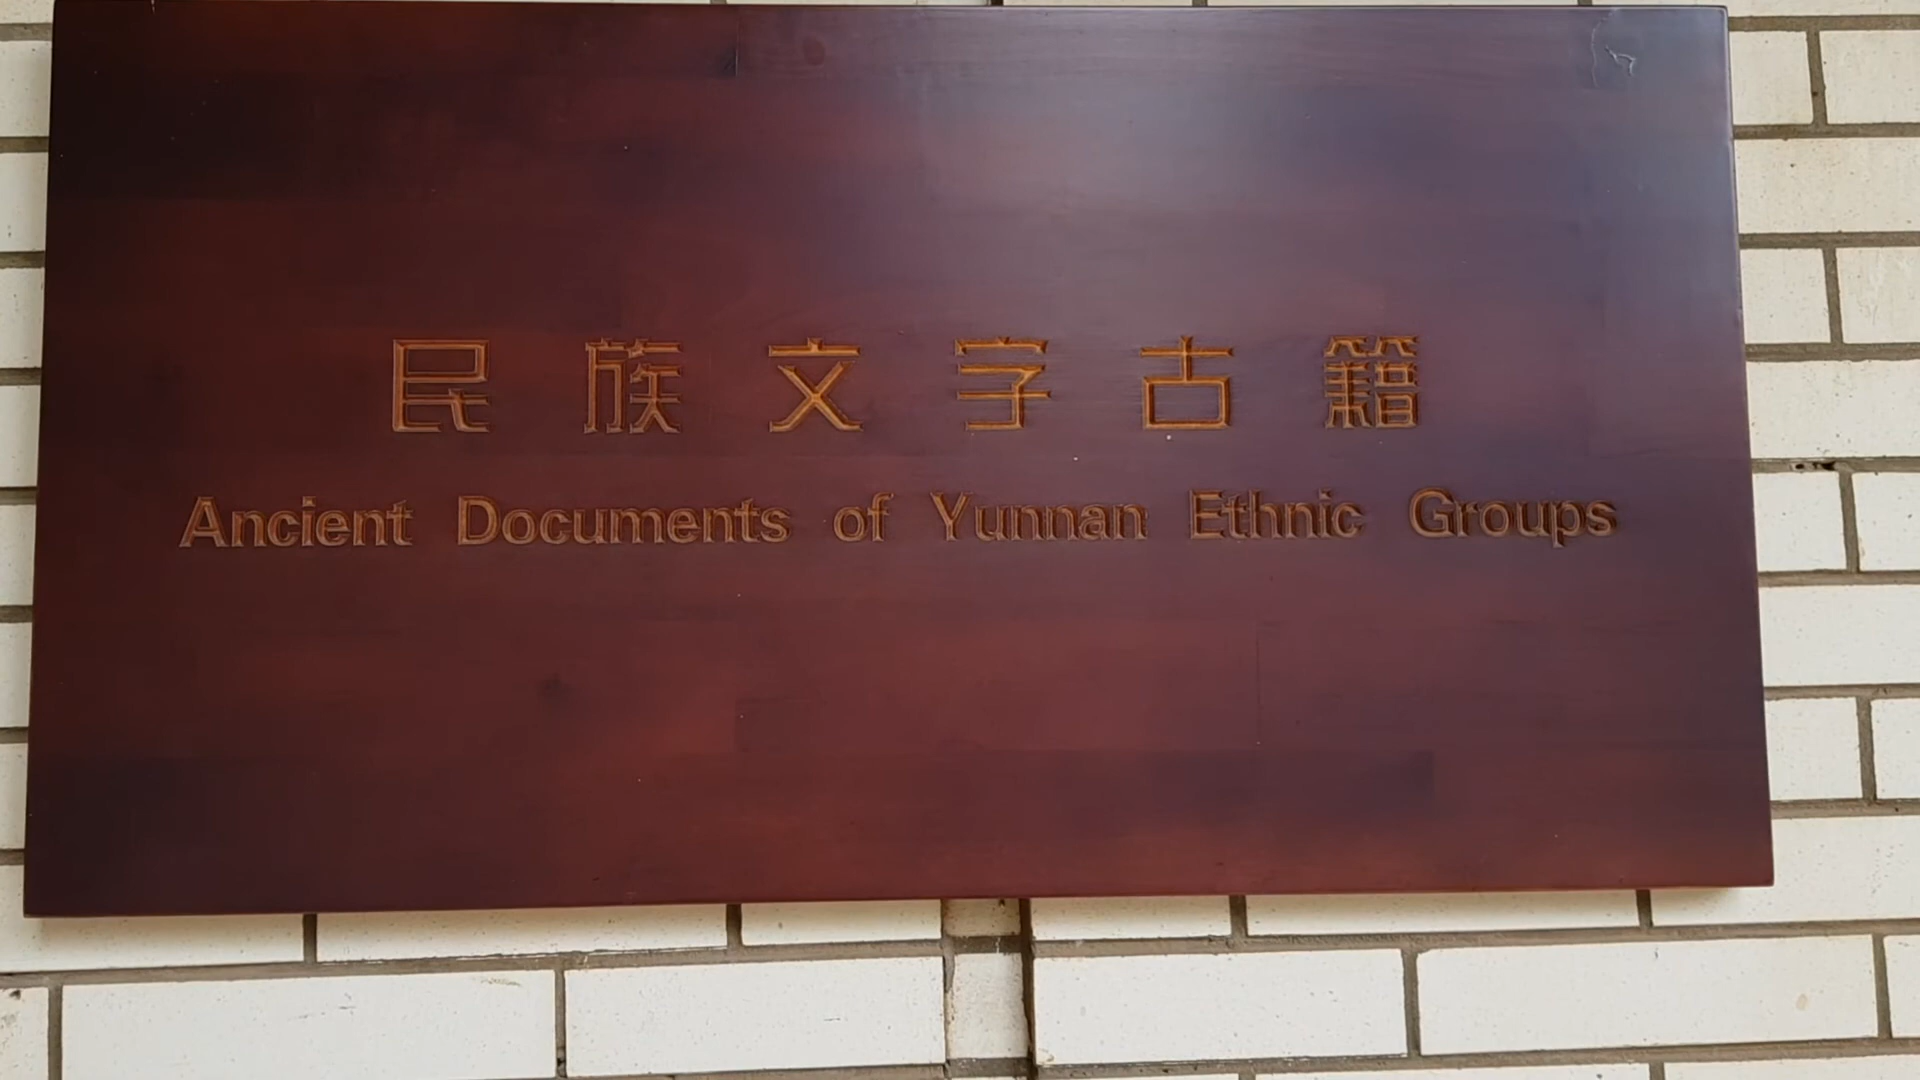 民族文字古籍
Ancient Documents of Yunnan Ethnic Groups